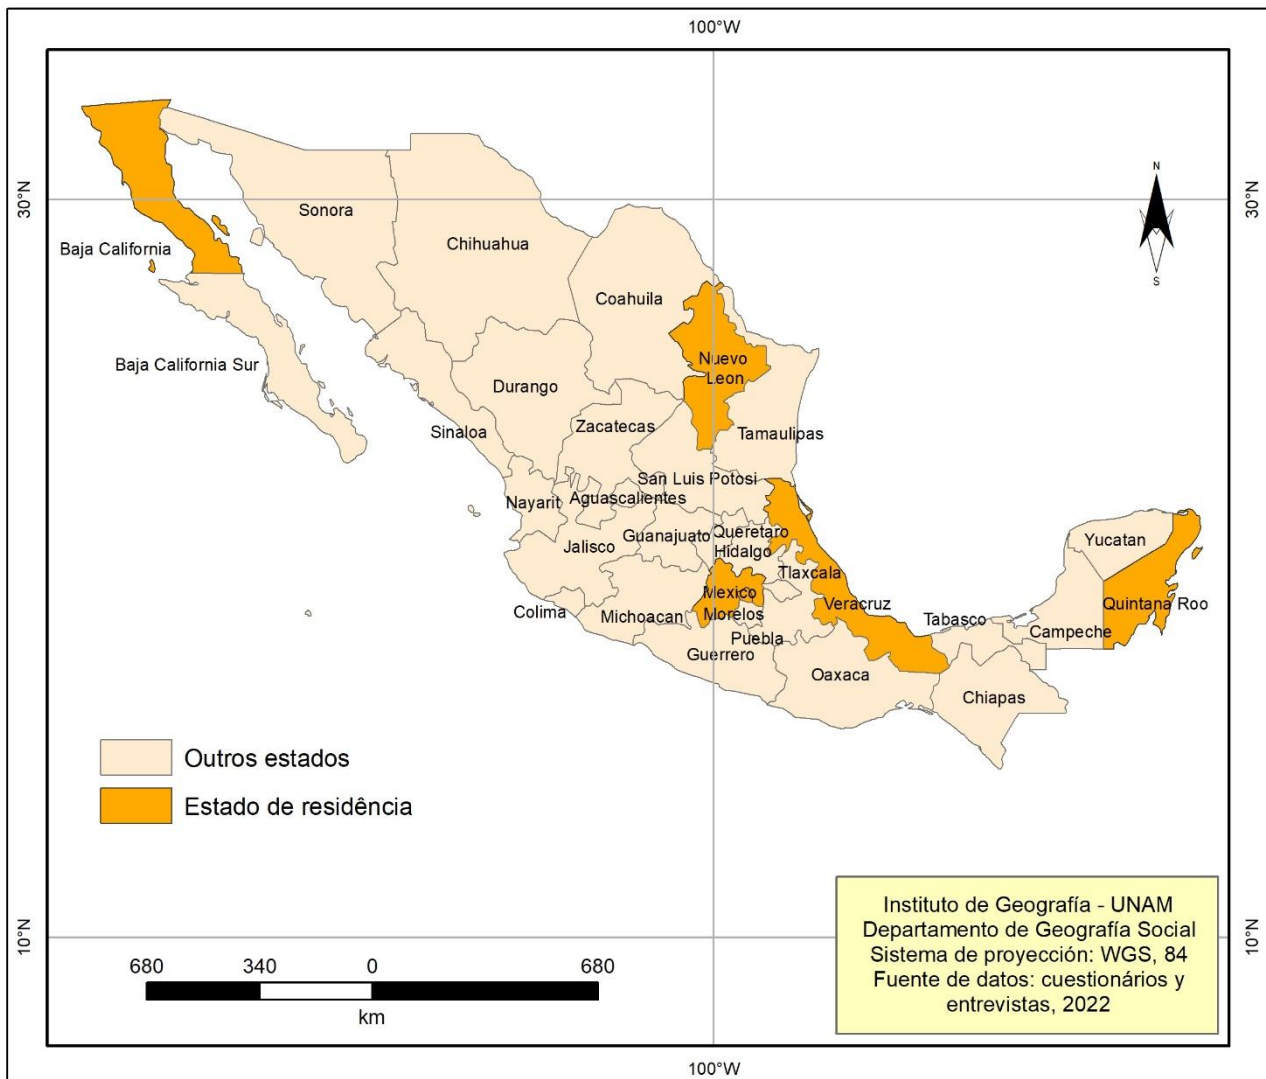 100°W
30°N
30°N
N
S
Sonora
Chihuahua
Baja California
Coahuila
Baja California Sur
Nuevo
Leon
Durango
Zacatecas
Sinaloa
Tamaulipas
San Luis Potosi
Nayarit
Aguascalientes
Guanajuato
Queretaro
Jalisco
Hidalgo
Yucatan
Tlaxcala
Mexico
Veracruz
Quintana Roo
Colima
Michoacan
Morelos
Tabasco
Campeche
Puebla
Guerrero
Oaxaca
Chiapas
Outros estados
Estado de residência
Instituto de Geografía - UNAM
Departamento de Geografía Social
Sistema de proyección: WGS, 84
Fuente de datos: cuestionários y
entrevistas, 2022
10°N
10°N
680 340 0 680
km
100°W